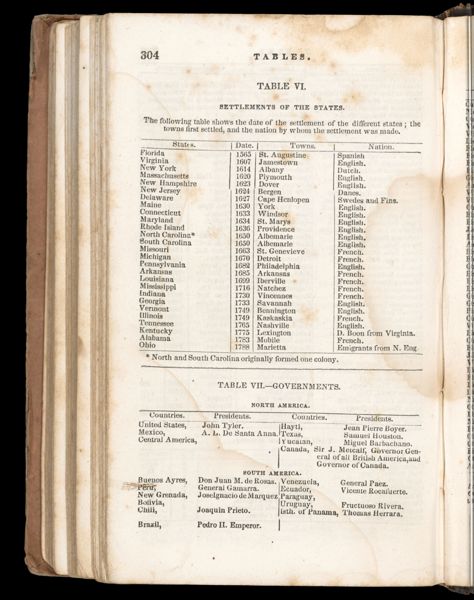 304
TABLES.
TABLE VI.
SETTLEMENTS OF THE STATES.
The following table shows the date of the settlement of the different states ; the
towns first settled, and the nation by whom the settlement was made.
States. Date. Towns. Nation.
Florida 1565 St. Augustine Spanish
Virginia 1607 Jamestown English.
New York 1614 Albany Dutch.
Massachusetts 1620 Plymouth English.
New Hampshire 1623 Dover English.
New Jersey 1624 Bergen Danes.
Delaware 1627 Cape Henlopen Swedes and Fins.
Maine 1630 York English.
Connecticut 1633 Windsor English.
Maryland 1634 St. Marys English.
Rhode Island 1636 Providence English.
North Carolina* 1650 Albemarle English.
South Carolina 1650 Albemarle English.
Missouri 1663 St. Genevieve French.
Michigan 1670 Detroit French.
Pennsylvania 1682 Philadelphia English.
Arkansas 1685 Arkansas French.
Louisiana 1699 Iberville French.
Mississippi 1716 Natchez French.
Indiana 1730 Vincennes French.
Georgia 1733 Savannah English.
Vermont 1749 Bennington English.
Illinois 1749 Kaskaskia French.
Tennessee 1765 Nashville English.
Kentucky 1775 Lexington D. Boon from Virginia.
Alabama 1783 Mobile French.
Ohio 1788 Marietta Emigrants from N. Eng
* North and South Carolina originally formed one colony.
TABLE VII.—GOVERNMENTS.
NORTH AMERICA.
Countries. Presidents. Countries. Presidents.
United States, John Tyler. Hayti, Jean Pierre Boyer.
Mexico, A. L. De Santa Anna. Texas, Samuel Houston.
Central America, Yucatan, Miguel Barbachano.
Canada, Sir J. Metcalf, Governor Gen-
eral of all British America, and
Governor of Canada.
SOUTH AMERICA.
Buenos Ayres, Don Juan M. de Rosas. Venezuela, General Paez.
Peru, General Gamarra. Ecuador, Vicente Rocafuerte.
New Grenada, Jose Ignacio de Marquez Paraguay,
Bolivia, Uruguay, Fructuoso Rivera.
Chili, Joaquin Prieto. Isth. of Panama, Thomas Herrara.
Brazil, Pedro II. Emperor.